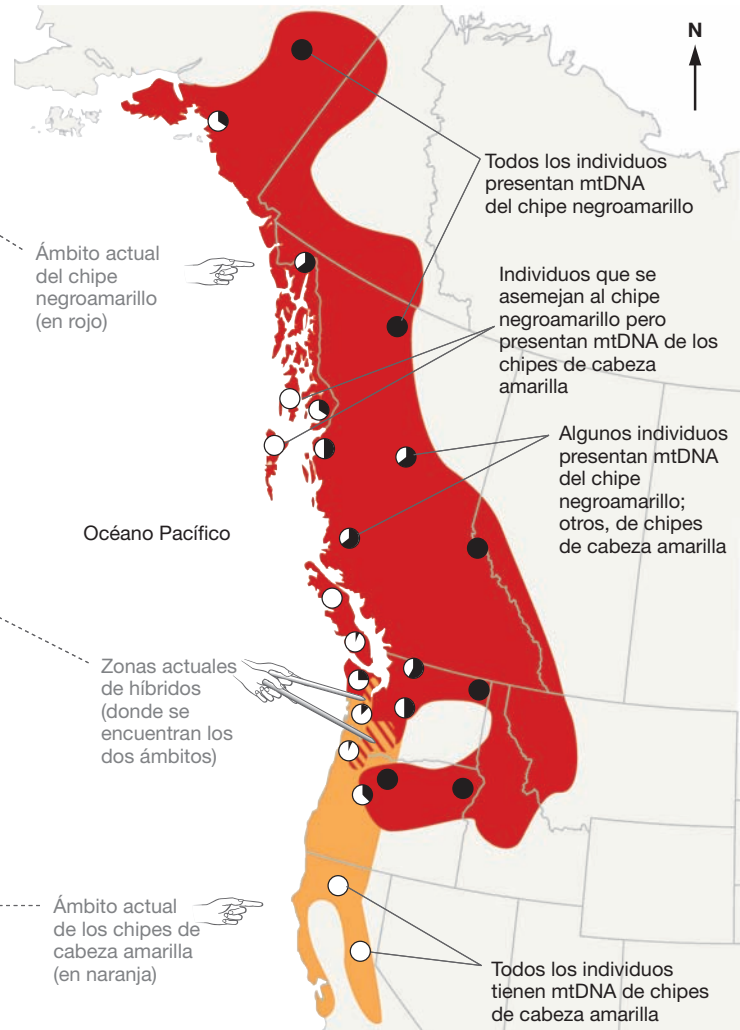 N
Todos los individuos
presentan mtDNA
del chipe negroamarillo
Ámbito actual
del chipe
negroamarillo
(en rojo)
Individuos que se
asemejan al chipe
negroamarillo pero
presentan mtDNA de los
chipes de cabeza
amarilla
Algunos individuos
presentan mtDNA
del chipe
negroamarillo;
otros, de chipes
de cabeza amarilla
Océano Pacífico
Zonas actuales
de híbridos
(donde se
encuentran los
dos ámbitos)
Ámbito actual
de los chipes de
cabeza amarilla
(en naranja)
Todos los individuos
tienen mtDNA de chipes
de cabeza amarilla